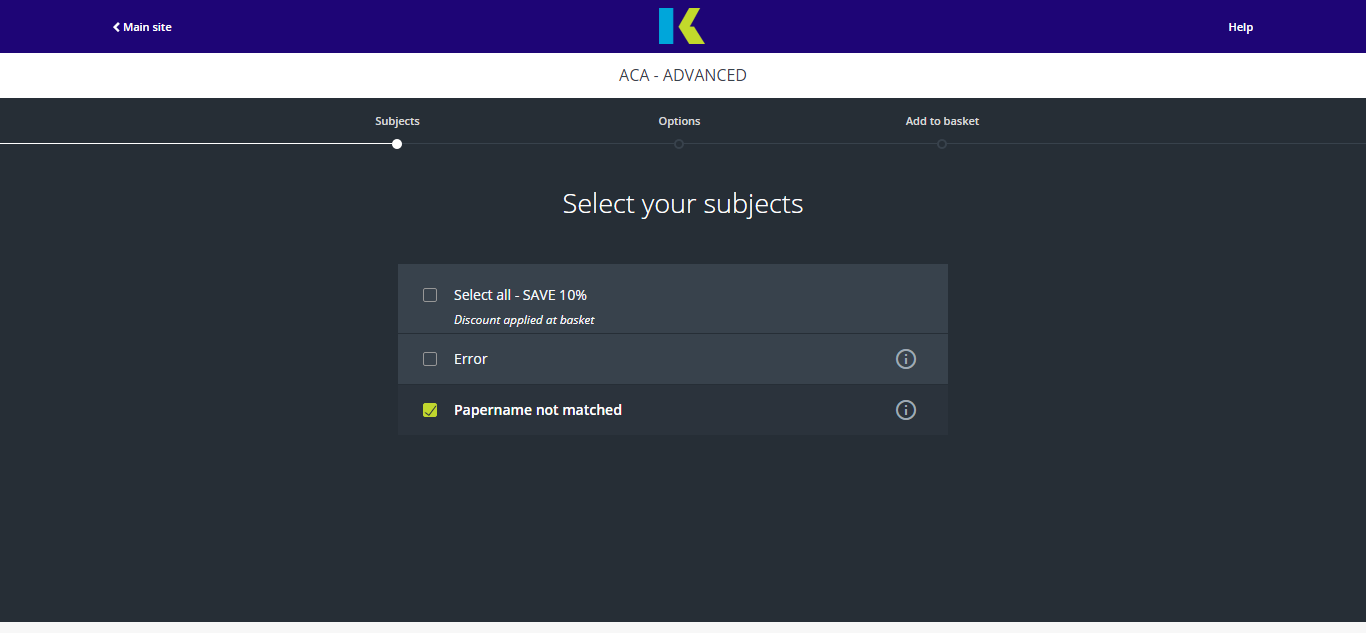 Main site
Help
ACA - ADVANCED
Subjects
Options
Add to basket
Select your subjects
Select all - SAVE 10%
Discount applied at basket
Error
Papername not matched